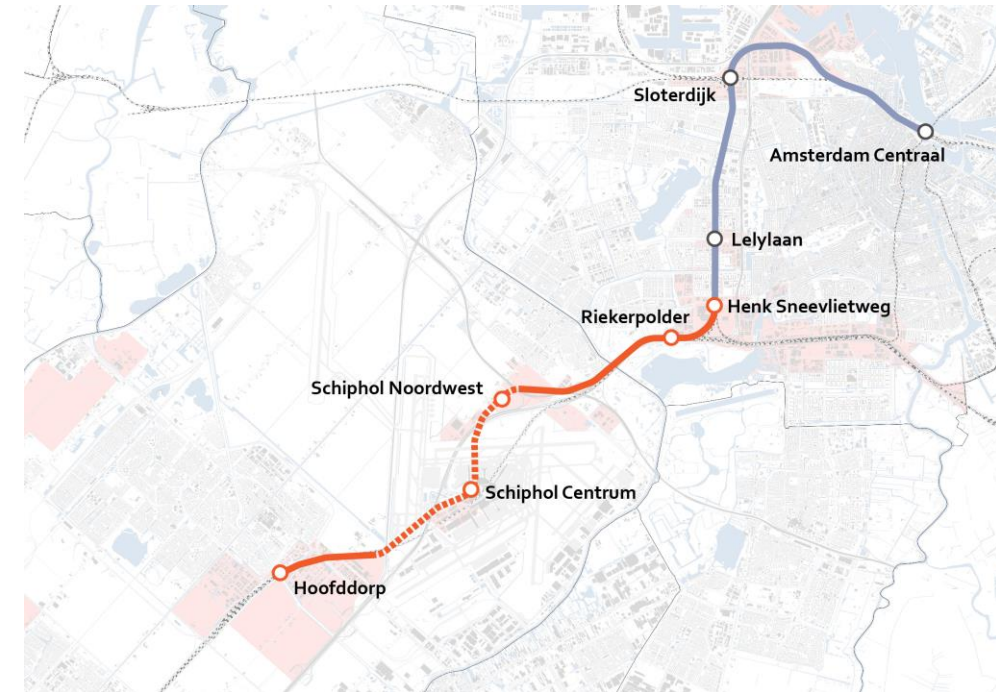 Sloterdijk
Amsterdam Centraal
Lelylaan
Henk Sneevlietweg
Riekerpolder
Schiphol Noordwest
Schiphol Centrum
Hoofddorp